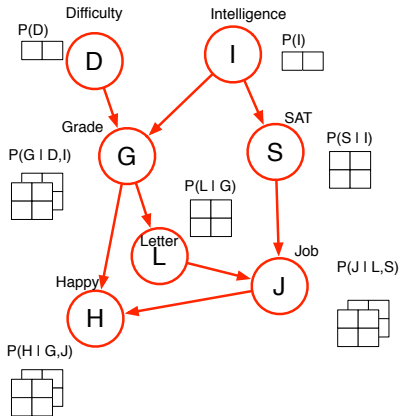 Difficulty
Intelligence
P(D)
D
I
P(I)
Grade
SAT
G
S
P(G | D,I)
P(S | I)
P(L | G)
Letter
L
Job
J
P(J | L,S)
Happy
H
P(H | G,J)